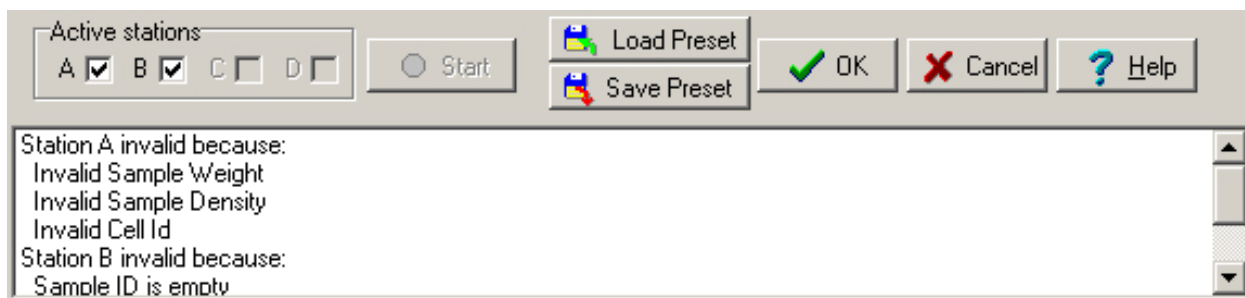 Active stations
A B C D
Start
Load Preset
Save Preset
OK
Cancel
Help
Station A invalid because:
Invalid Sample Weight
Invalid Sample Density
Invalid Cell Id
Station B invalid because:
Sample ID is empty